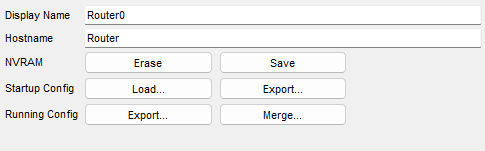 Display Name Router0
Hostname Router
NVRAM Erase Save
Startup Config Load... Export...
Running Config Export... Merge...